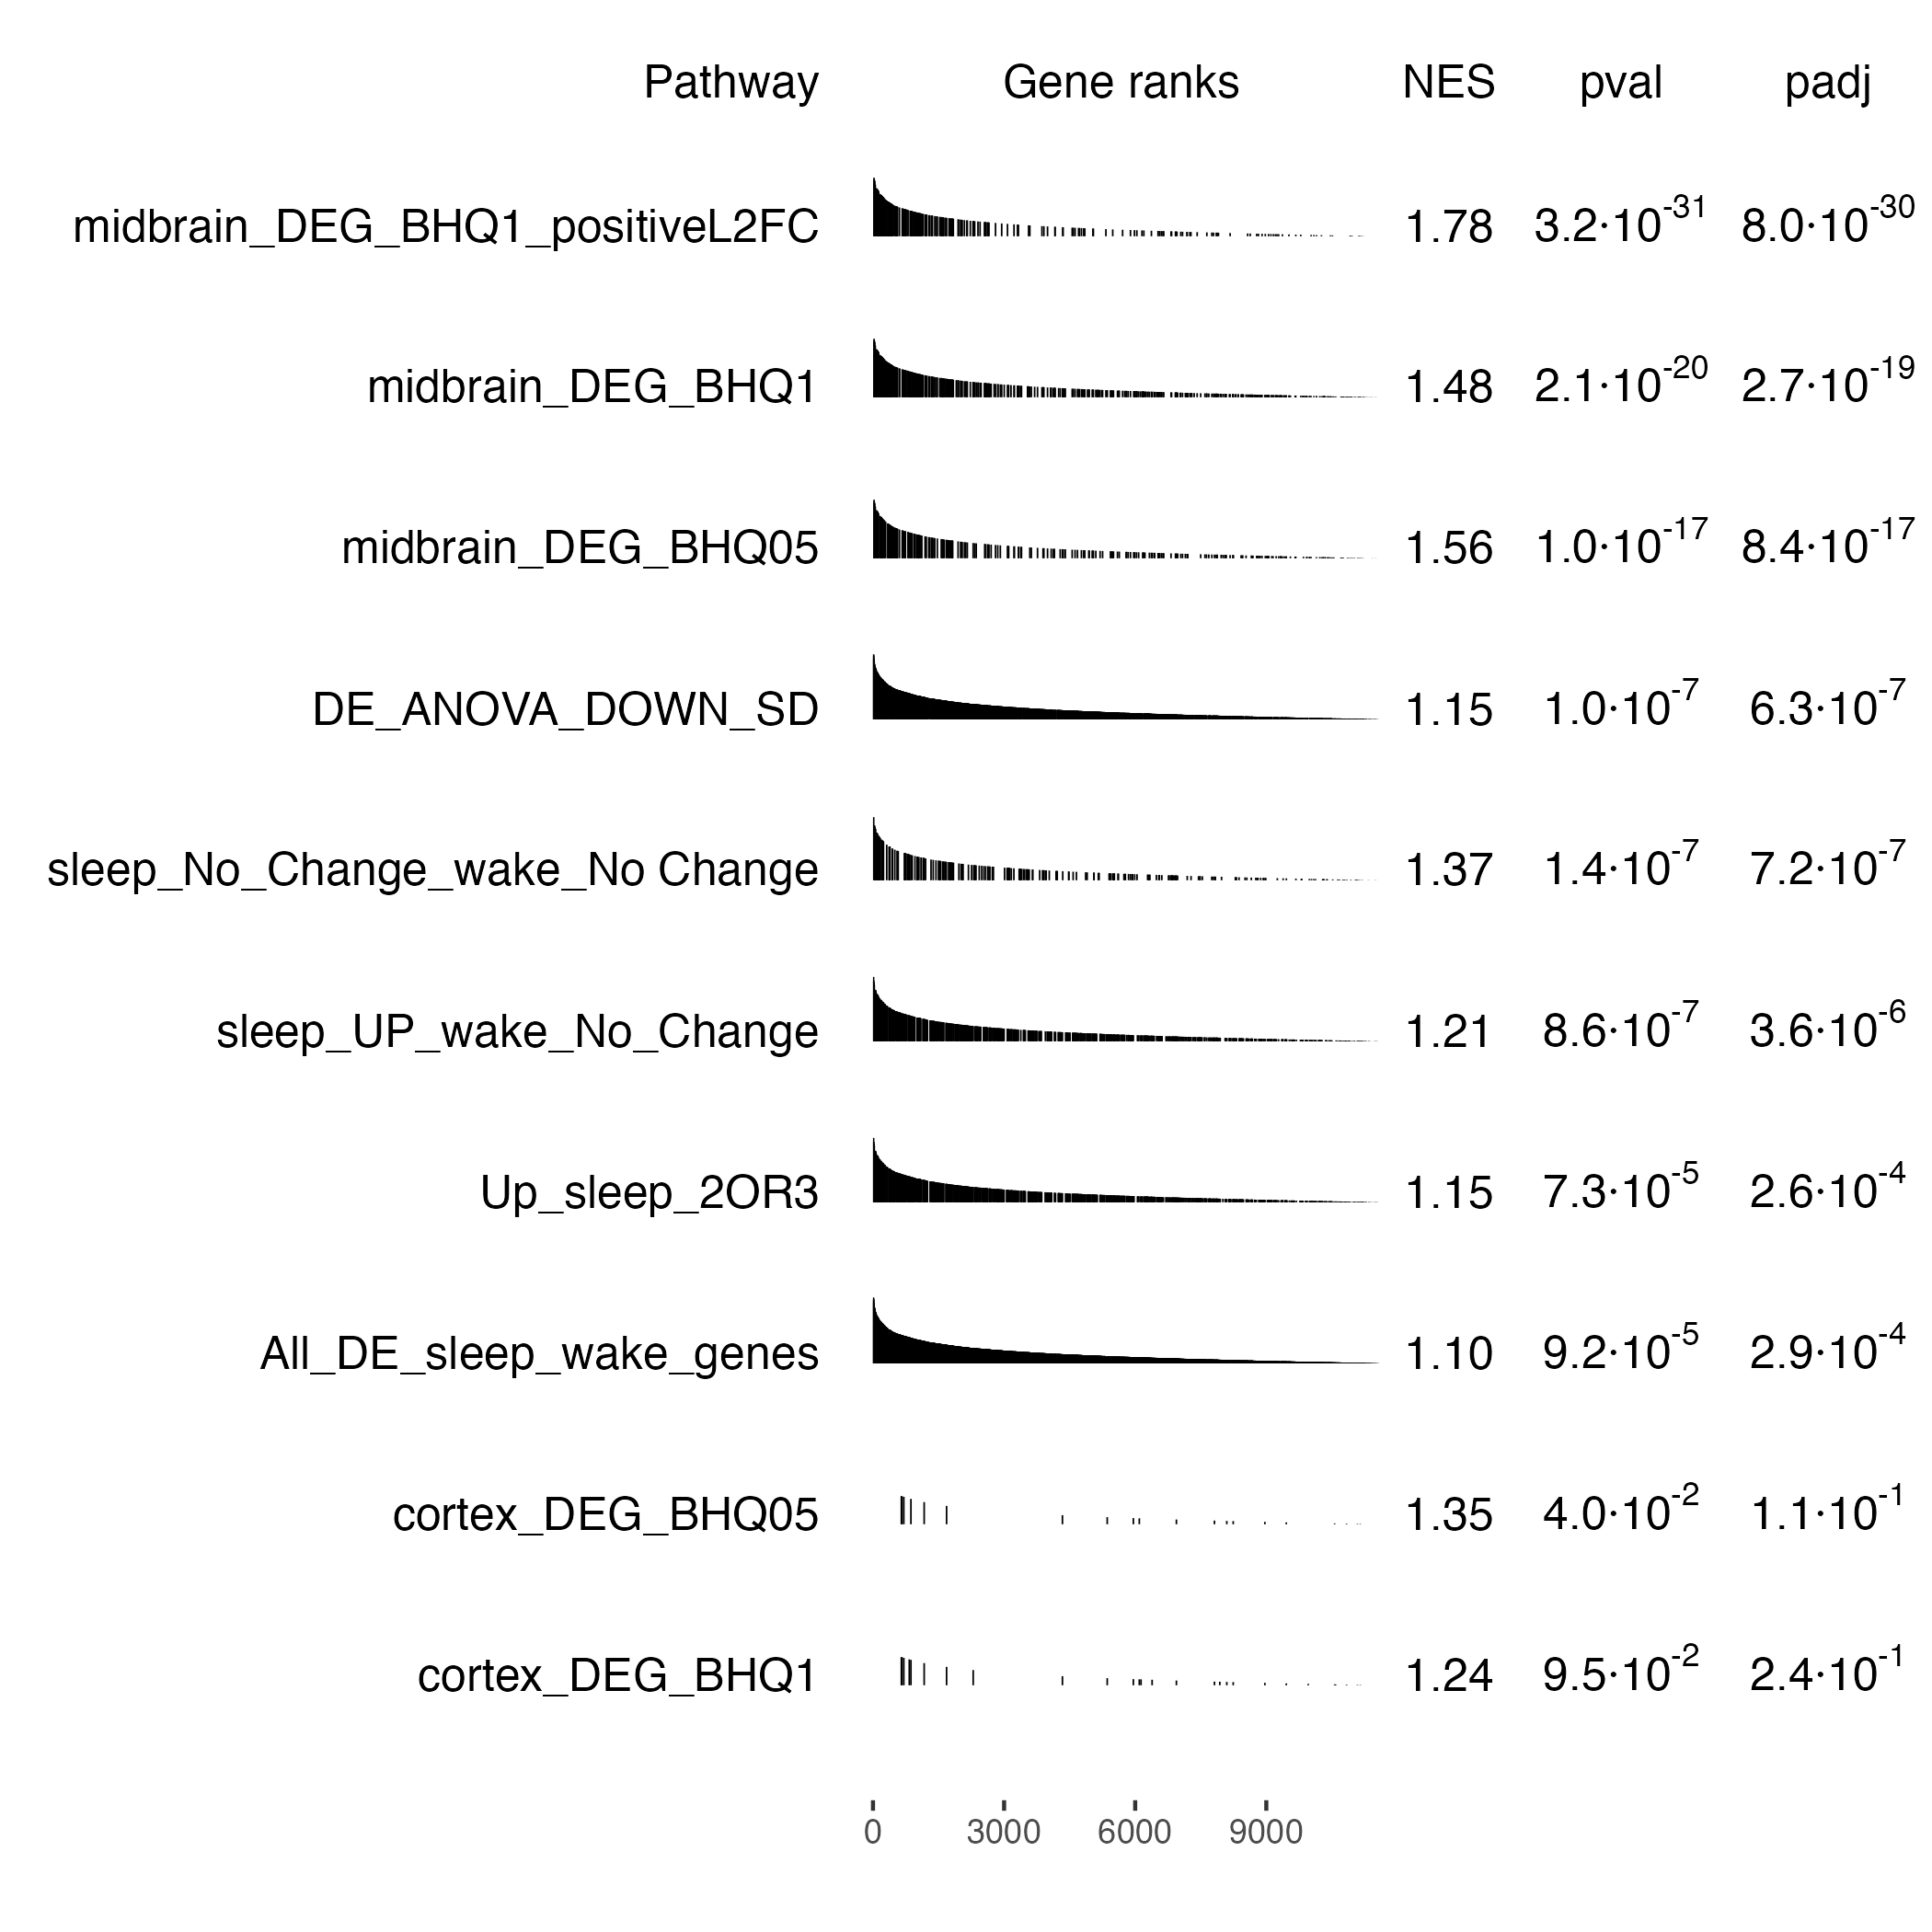 Pathway Gene ranks NES pval padj
midbrain_DEG_BHQ1_positiveL2FC 1.78 3.2·10^-31 8.0·10^-30
midbrain_DEG_BHQ1 1.48 2.1·10^-20 2.7·10^-19
midbrain_DEG_BHQ05 1.56 1.0·10^-17 8.4·10^-17
DE_ANOVA_DOWN_SD 1.15 1.0·10^-7 6.3·10^-7
sleep_No_Change_wake_No Change 1.37 1.4·10^-7 7.2·10^-7
sleep_UP_wake_No_Change 1.21 8.6·10^-7 3.6·10^-6
Up_sleep_2OR3 1.15 7.3·10^-5 2.6·10^-4
All_DE_sleep_wake_genes 1.10 9.2·10^-5 2.9·10^-4
cortex_DEG_BHQ05 1.35 4.0·10^-2 1.1·10^-1
cortex_DEG_BHQ1 1.24 9.5·10^-2 2.4·10^-1
0 3000 6000 9000